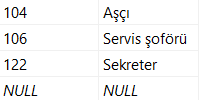 104 Aşçı
106 Servis şoförü
122 Sekreter
NULL NULL